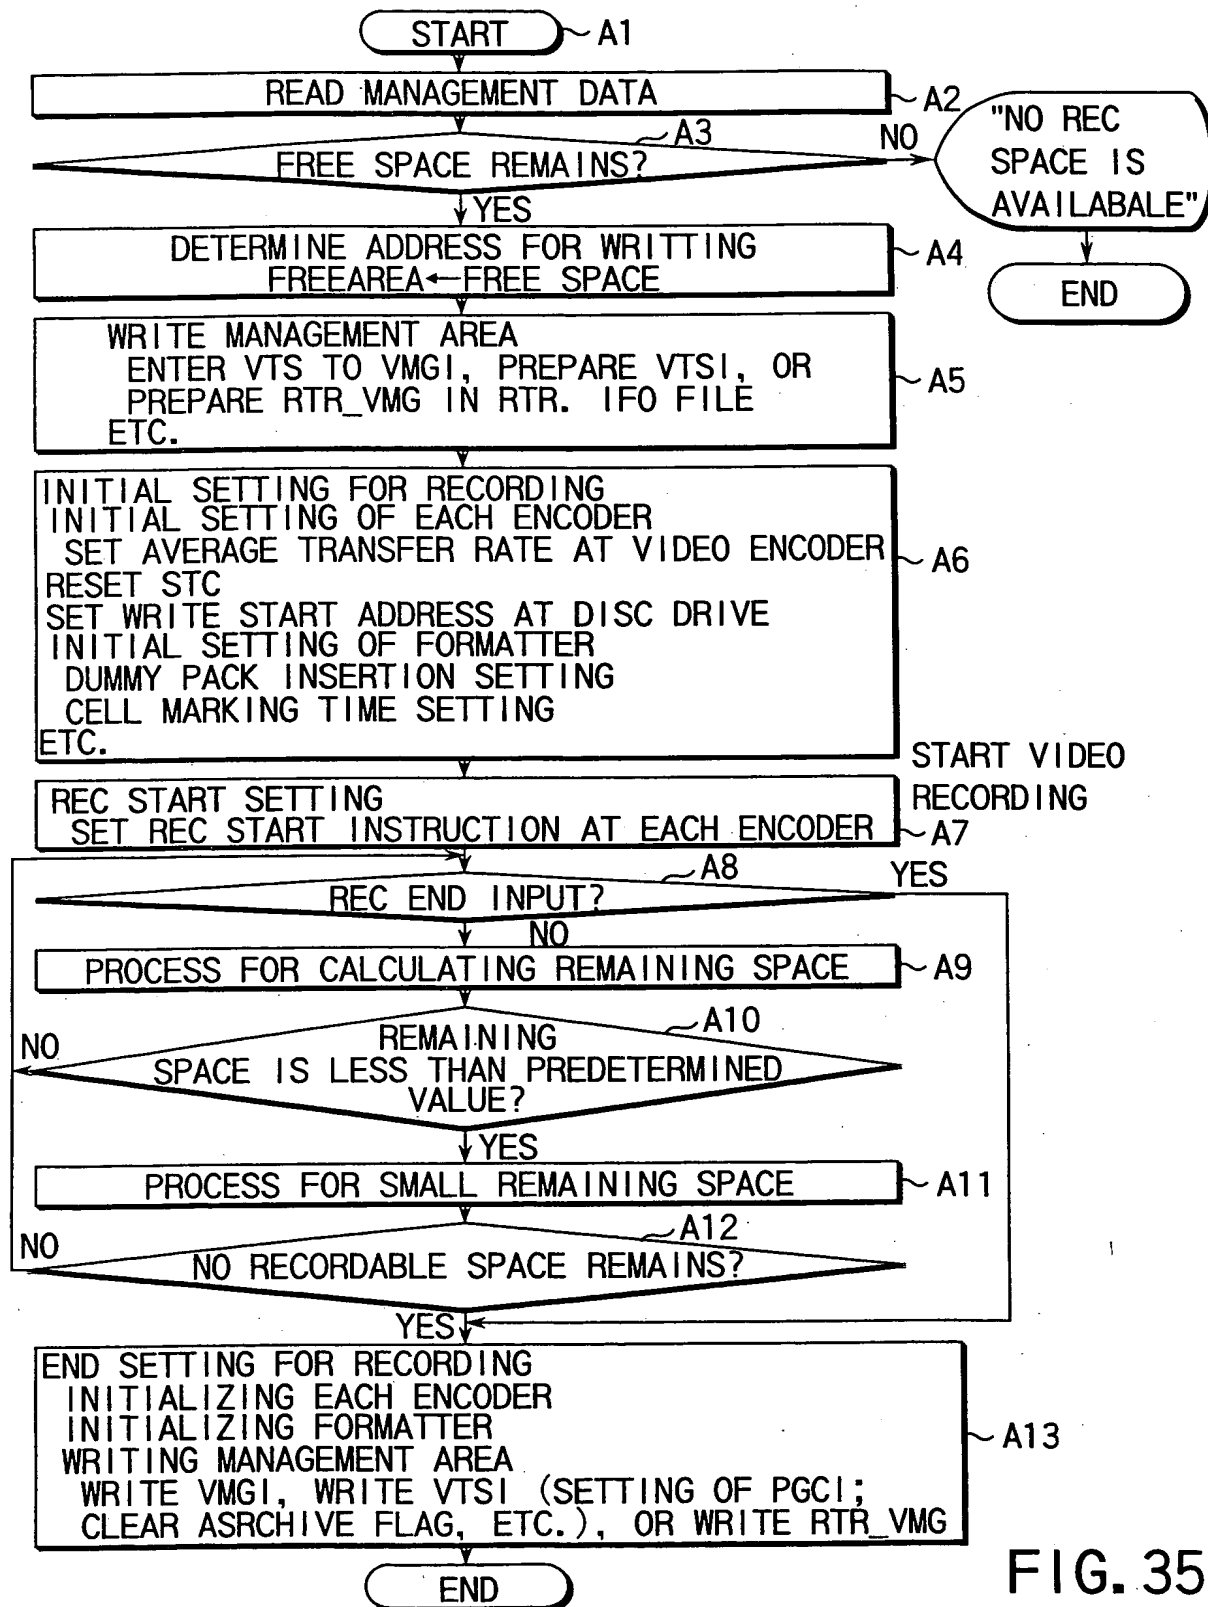 START
A1
READ MANAGEMENT DATA
A2
A3
FREE SPACE REMAINS?
NO
"NO REC
SPACE IS
AVAILABALE"
END
YES
DETERMINE ADDRESS FOR WRITTING
FREEAREA←FREE SPACE
A4
WRITE MANAGEMENT AREA
ENTER VTS TO VMGI, PREPARE VTSI, OR
PREPARE RTR_VMG IN RTR. IFO FILE
ETC.
A5
INITIAL SETTING FOR RECORDING
INITIAL SETTING OF EACH ENCODER
SET AVERAGE TRANSFER RATE AT VIDEO ENCODER
RESET STC
SET WRITE START ADDRESS AT DISC DRIVE
INITIAL SETTING OF FORMATTER
DUMMY PACK INSERTION SETTING
CELL MARKING TIME SETTING
ETC.
A6
START VIDEO
RECORDING
REC START SETTING
SET REC START INSTRUCTION AT EACH ENCODER
A7
A8
REC END INPUT?
YES
NO
PROCESS FOR CALCULATING REMAINING SPACE
A9
A10
REMAINING
SPACE IS LESS THAN PREDETERMINED
VALUE?
NO
YES
PROCESS FOR SMALL REMAINING SPACE
A11
A12
NO RECORDABLE SPACE REMAINS?
NO
YES
END SETTING FOR RECORDING
INITIALIZING EACH ENCODER
INITIALIZING FORMATTER
WRITING MANAGEMENT AREA
WRITE VMGI, WRITE VTSI (SETTING OF PGCI;
CLEAR ASRCHIVE FLAG, ETC.), OR WRITE RTR_VMG
A13
END
FIG. 35